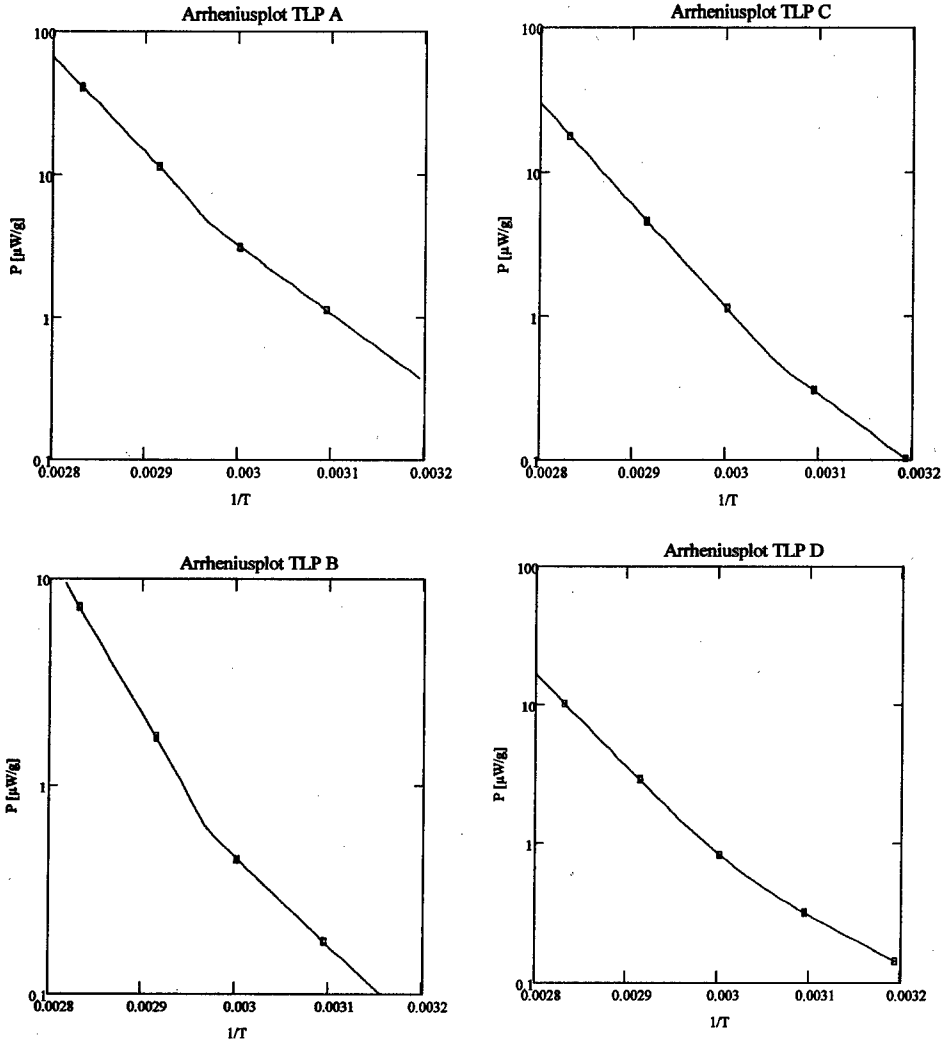 Arrheniusplot TLP A
100
10
1
0.1
P [µW/g]
0.0028 0.0029 0.003 0.0031 0.0032
1/T
Arrheniusplot TLP C
100
10
1
0.1
P [µW/g]
0.0028 0.0029 0.003 0.0031 0.0032
1/T
Arrheniusplot TLP B
10
1
0.1
P [µW/g]
0.0028 0.0029 0.003 0.0031 0.0032
1/T
Arrheniusplot TLP D
100
10
1
0.1
P [µW/g]
0.0028 0.0029 0.003 0.0031 0.0032
1/T